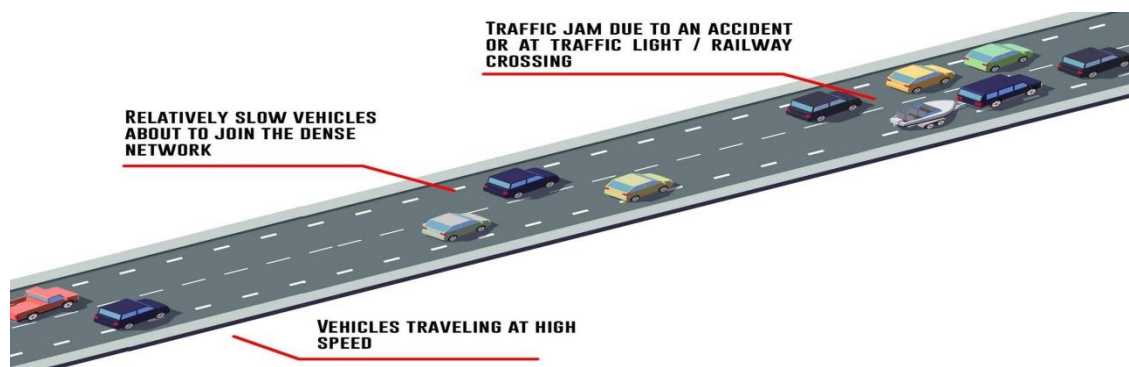 TRAFFIC JAM DUE TO AN ACCIDENT
OR AT TRAFFIC LIGHT / RAILWAY
CROSSING
RELATIVELY SLOW VEHICLES
ABOUT TO JOIN THE DENSE
NETWORK
VEHICLES TRAVELING AT HIGH
SPEED